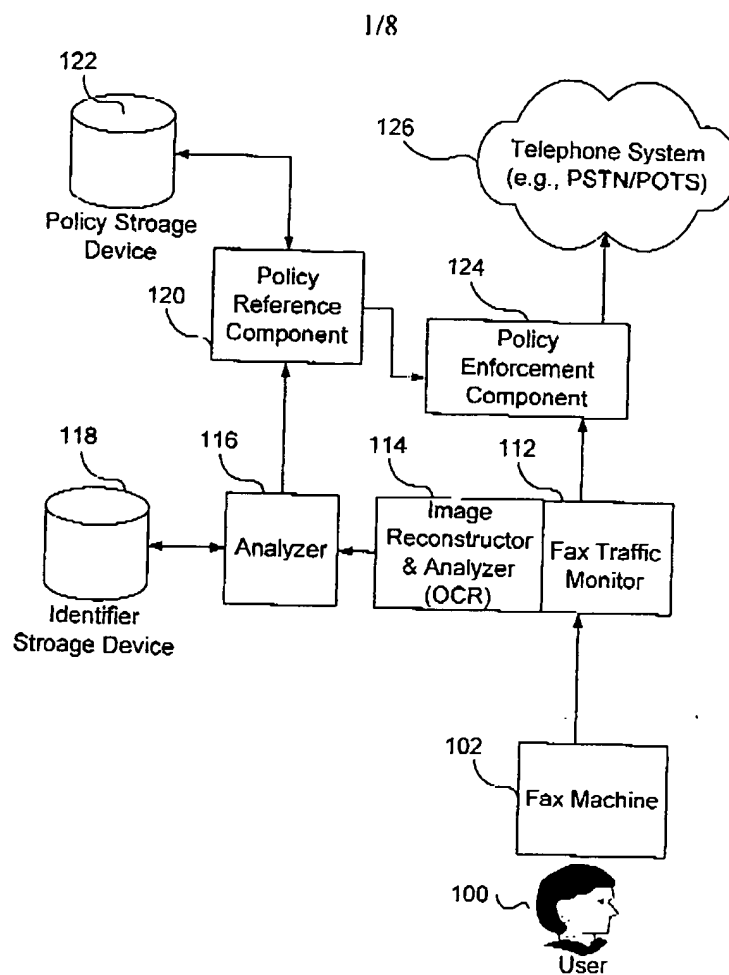 1/8
122
Policy Stroage
Device
126
Telephone System
(e.g., PSTN/POTS)
120
Policy
Reference
Component
124
Policy
Enforcement
Component
118
Identifier
Stroage Device
116
Analyzer
114
Image
Reconstructor
& Analyzer
(OCR)
112
Fax Traffic
Monitor
102
Fax Machine
100
User